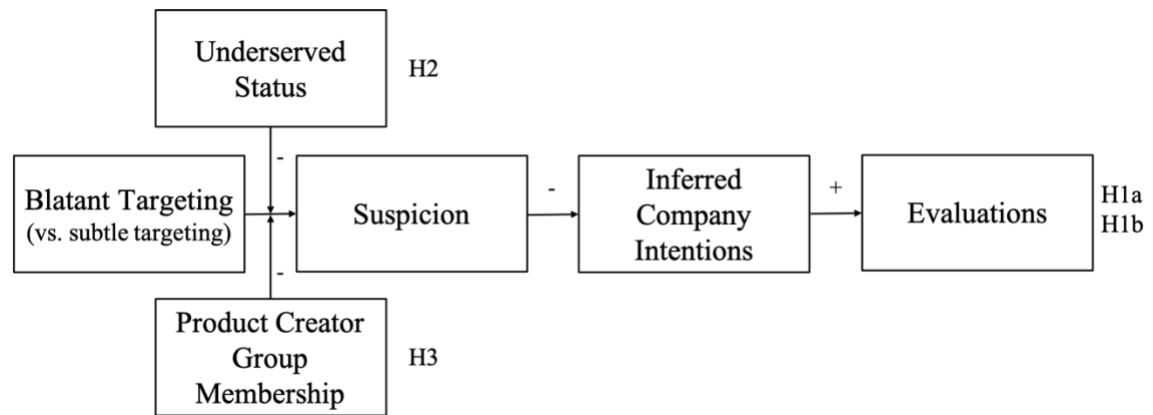 Underserved
Status
H2
-
Blatant Targeting
(vs. subtle targeting)
Suspicion
-
Inferred
Company
Intentions
+
Evaluations
H1a
H1b
-
Product Creator
Group
Membership
H3